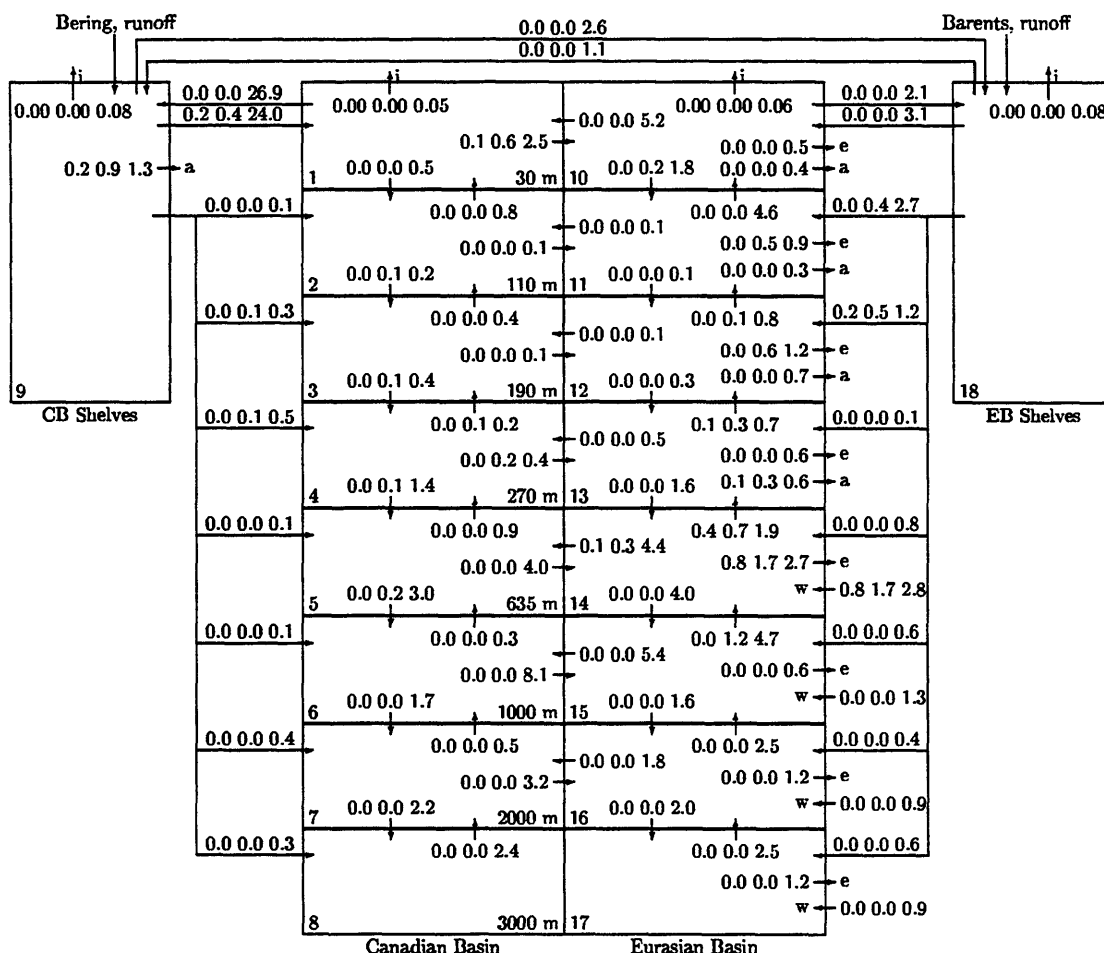 Bering, runoff
Barents, runoff
0.0 0.0 2.6
0.0 0.0 1.1
i
i
i
i
0.00 0.00 0.08
0.0 0.0 26.9
0.2 0.4 24.0
0.00 0.00 0.05
0.00 0.00 0.06
0.0 0.0 2.1
0.0 0.0 3.1
0.00 0.00 0.08
0.0 0.0 5.2
0.1 0.6 2.5
0.0 0.0 0.5 e
0.2 0.9 1.3 a
0.0 0.0 0.5
0.0 0.2 1.8
0.0 0.0 0.4 a
1
30 m
10
0.0 0.0 0.1
0.0 0.0 0.8
0.0 0.0 4.6
0.0 0.4 2.7
0.0 0.0 0.1
0.0 0.0 0.1
0.0 0.5 0.9 e
0.0 0.1 0.2
0.0 0.0 0.1
0.0 0.0 0.3 a
2
110 m
11
0.0 0.1 0.3
0.0 0.0 0.4
0.0 0.1 0.8
0.2 0.5 1.2
0.0 0.0 0.1
0.0 0.0 0.1
0.0 0.6 1.2 e
0.0 0.1 0.4
0.0 0.0 0.3
0.0 0.0 0.7 a
9
3
190 m
12
18
CB Shelves
EB Shelves
0.0 0.1 0.5
0.0 0.1 0.2
0.1 0.3 0.7
0.0 0.0 0.1
0.0 0.0 0.5
0.0 0.2 0.4
0.0 0.0 0.6 e
0.0 0.1 1.4
0.0 0.0 1.6
0.1 0.3 0.6 a
4
270 m
13
0.0 0.0 0.1
0.0 0.0 0.9
0.4 0.7 1.9
0.0 0.0 0.8
0.1 0.3 4.4
0.0 0.0 4.0
0.8 1.7 2.7 e
0.0 0.2 3.0
0.0 0.0 4.0
w 0.8 1.7 2.8
5
635 m
14
0.0 0.0 0.1
0.0 0.0 0.3
0.0 1.2 4.7
0.0 0.0 0.6
0.0 0.0 5.4
0.0 0.0 8.1
0.0 0.0 0.6 e
0.0 0.0 1.7
0.0 0.0 1.6
w 0.0 0.0 1.3
6
1000 m
15
0.0 0.0 0.4
0.0 0.0 0.5
0.0 0.0 2.5
0.0 0.0 0.4
0.0 0.0 1.8
0.0 0.0 3.2
0.0 0.0 1.2 e
0.0 0.0 2.2
0.0 0.0 2.0
w 0.0 0.0 0.9
7
2000 m
16
0.0 0.0 0.3
0.0 0.0 2.4
0.0 0.0 2.5
0.0 0.0 0.6
0.0 0.0 1.2 e
w 0.0 0.0 0.9
8
3000 m
17
Canadian Basin
Eurasian Basin